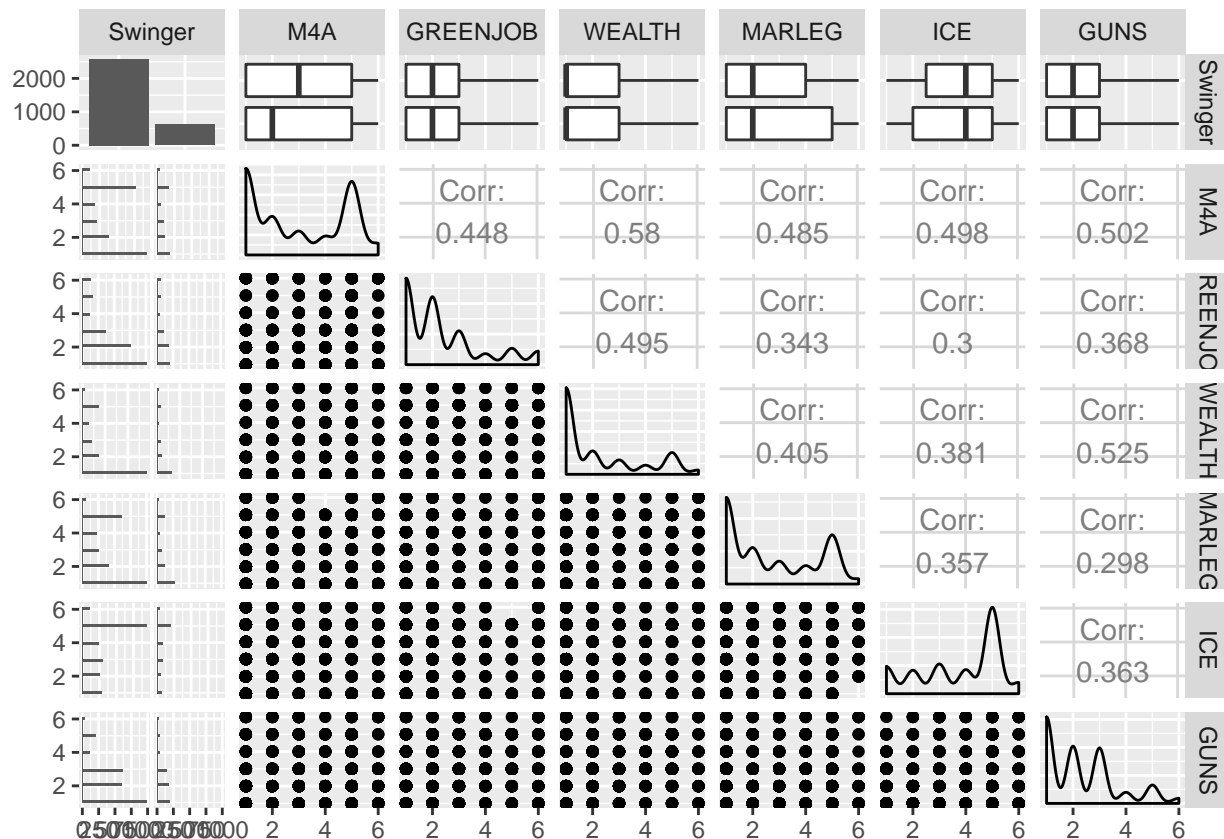 Swinger M4A GREENJOB WEALTH MARLEG ICE GUNS
2000
1000
0
Swinger
6
4
2
Corr: Corr: Corr: Corr: Corr:
0.448 0.58 0.485 0.498 0.502
M4A
6
4
2
Corr: Corr: Corr: Corr:
0.495 0.343 0.3 0.368
REENJO
6
4
2
Corr: Corr: Corr:
0.405 0.381 0.525
WEALTH
6
4
2
Corr: Corr:
0.357 0.298
MARLEG
6
4
2
Corr:
0.363
ICE
6
4
2
GUNS
2 4 6 2 4 6 2 4 6 2 4 6 2 4 6 2 4 6